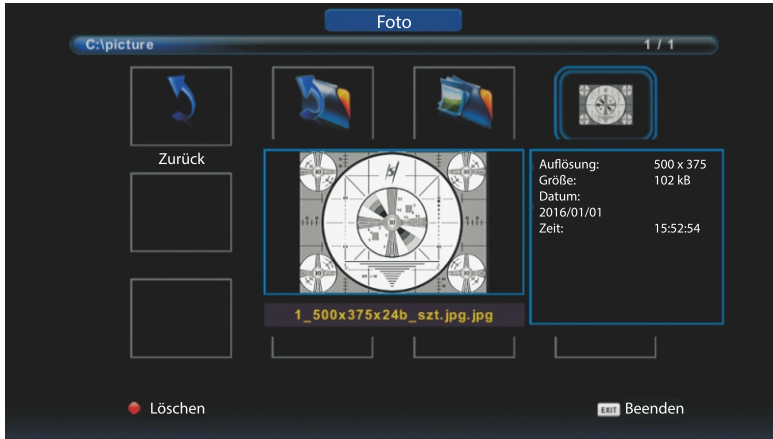 Foto
C:\picture
1 / 1
Zurück
Auflösung: 500 x 375
Größe: 102 kB
Datum:
2016/01/01
Zeit: 15:52:54
1_500x375x24b_szt.jpg.jpg
Löschen
EXIT Beenden